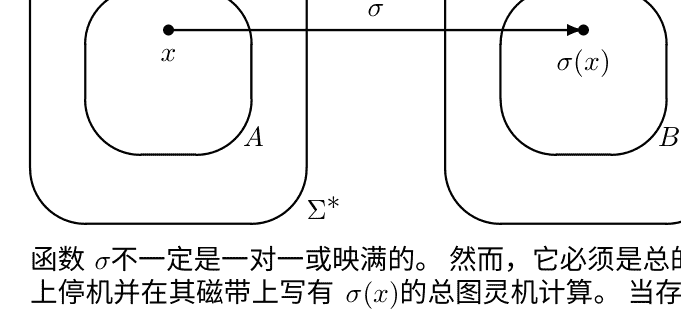 σ
x
σ(x)
A
B
Σ*
函数 σ不一定是一对一或映满的。 然而，它必须是总的
上停机并在其磁带上写有 σ(x)的总图灵机计算。 当存